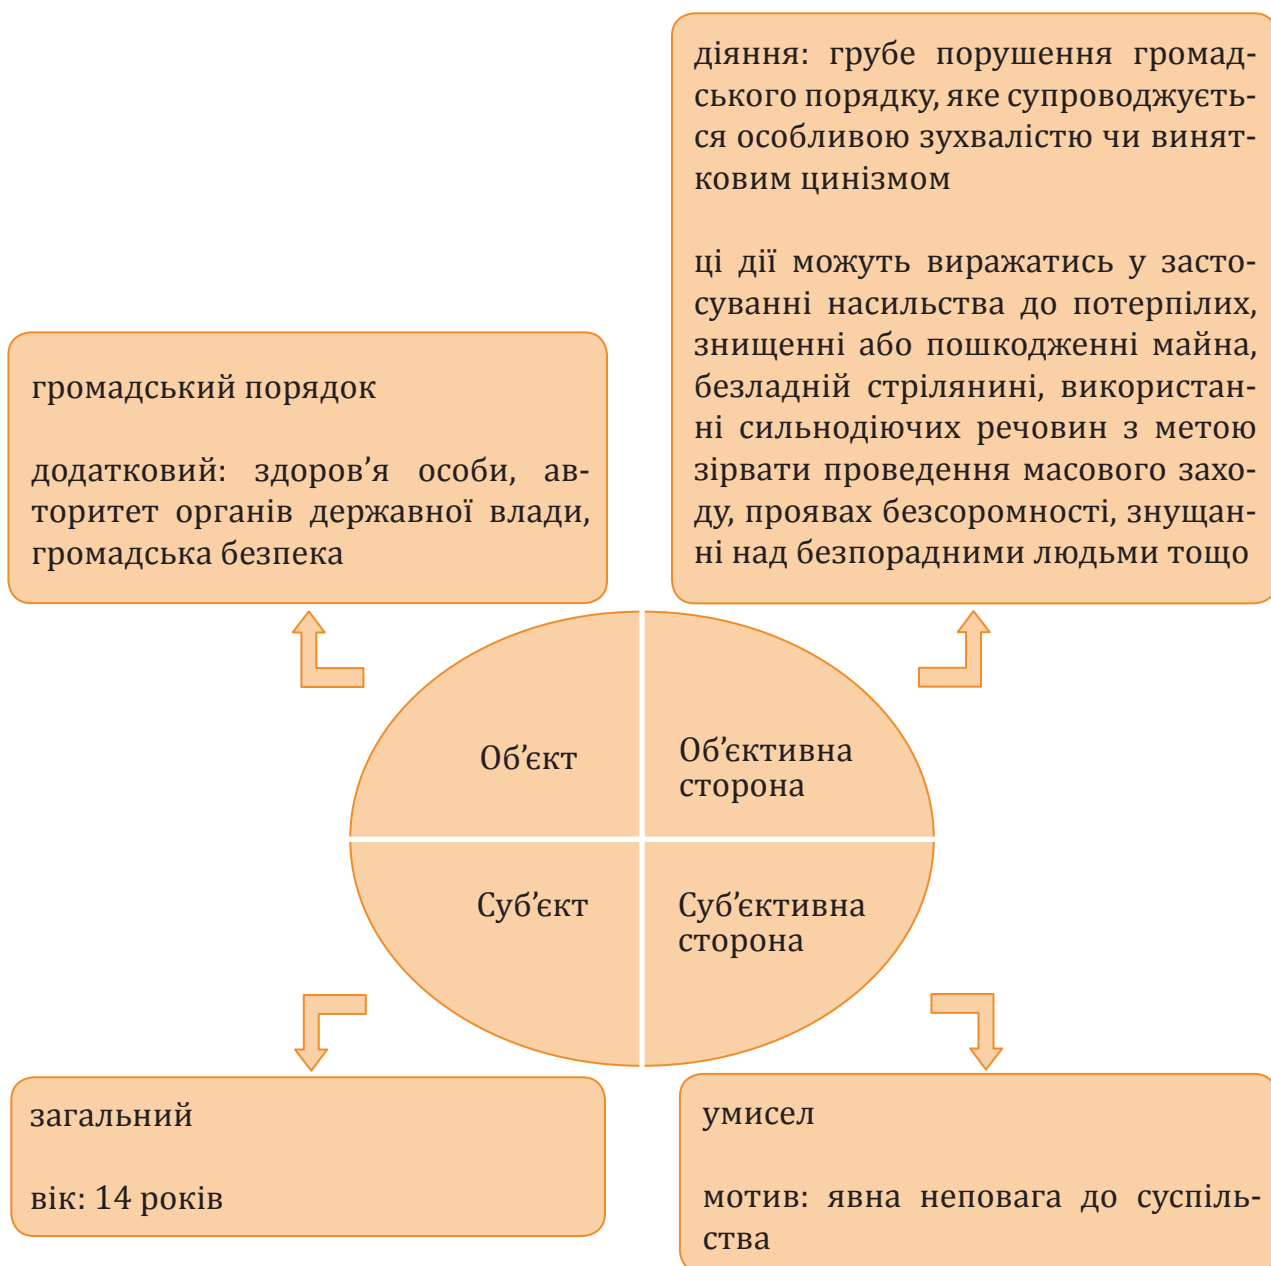 діяння: грубе порушення громад-
ського порядку, яке супроводжуєть-
ся особливою зухвалістю чи винят-
ковим цинізмом
ці дії можуть виражатись у засто-
суванні насильства до потерпілих,
знищенні або пошкодженні майна,
безладній стрілянині, використан-
ні сильнодіючих речовин з метою
зірвати проведення масового захо-
ду, проявах безсоромності, знущан-
ні над безпорадними людьми тощо
громадський порядок
додатковий: здоров’я особи, ав-
торитет органів державної влади,
громадська безпека
Об’єкт
Об’єктивна
сторона
Суб’єкт
Суб’єктивна
сторона
загальний
вік: 14 років
умисел
мотив: явна неповага до суспіль-
ства